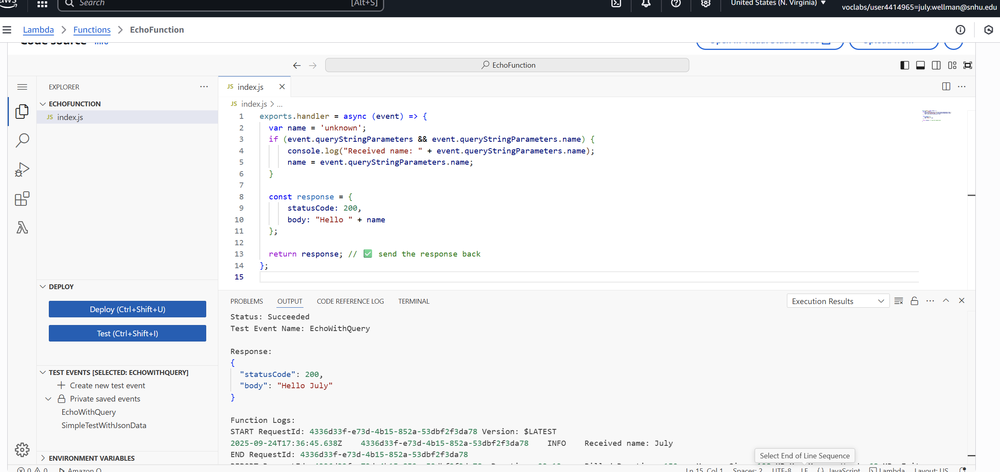 aws
Search
[Alt+S]
United States (N. Virginia)
voclabs/user4414965=july.wellman@snhu.edu
Lambda
Functions
EchoFunction
Code source
Info
EchoFunction
EXPLORER
ECHOFUNCTION
JS index.js
JS index.js
JS index.js > ...
1 exports.handler = async (event) => {
2 var name = 'unknown';
3 if (event.queryStringParameters && event.queryStringParameters.name) {
4 console.log("Received name: " + event.queryStringParameters.name);
5 name = event.queryStringParameters.name;
6 }
7
8 const response = {
9 statusCode: 200,
10 body: "Hello " + name
11 };
12
13 return response; // ✅ send the response back
14 };
15
DEPLOY
Deploy (Ctrl+Shift+U)
Test (Ctrl+Shift+I)
TEST EVENTS [SELECTED: ECHOWITHQUERY]
Create new test event
Private saved events
EchoWithQuery
SimpleTestWithJsonData
ENVIRONMENT VARIABLES
PROBLEMS
OUTPUT
CODE REFERENCE LOG
TERMINAL
Execution Results
Status: Succeeded
Test Event Name: EchoWithQuery
Response:
{
"statusCode": 200,
"body": "Hello July"
}
Function Logs:
START RequestId: 4336d33f-e73d-4b15-852a-53dbf2f3da78 Version: $LATEST
2025-09-24T17:36:45.638Z 4336d33f-e73d-4b15-852a-53dbf2f3da78 INFO Received name: July
END RequestId: 4336d33f-e73d-4b15-852a-53dbf2f3da78
Select End of Line Sequence
0 0 Amazon Q
Ln 15, Col 1
Spaces: 2
UTF-8
LF
{} JavaScript
Lambda
Layout: US